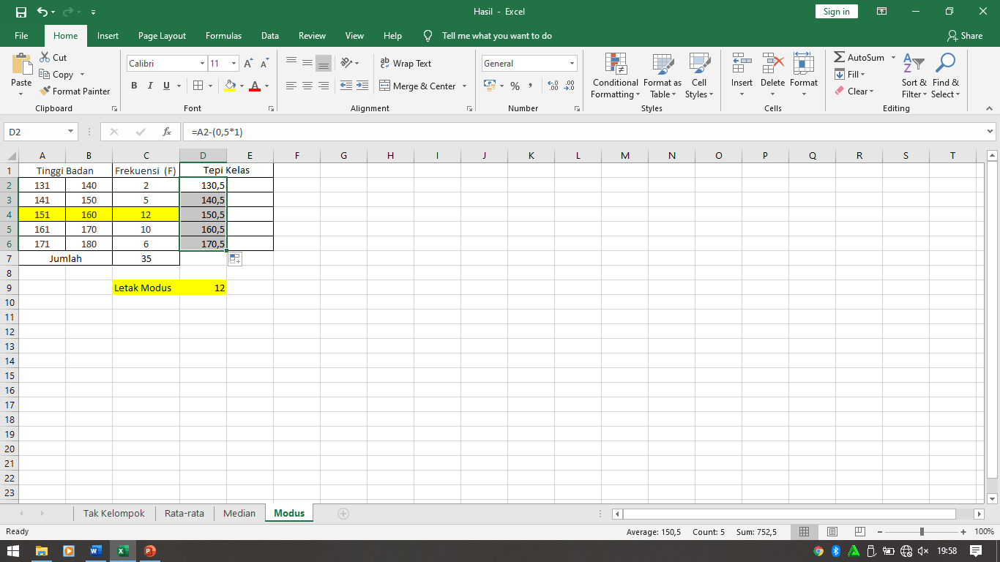 Hasil - Excel
Sign in
File Home Insert Page Layout Formulas Data Review View Help Tell me what you want to do Share
Paste
Cut
Copy
Format Painter
Clipboard
Calibri 11
B I U
Font
Wrap Text
Merge & Center
Alignment
General
Number
Conditional Formatting
Format as Table
Cell Styles
Styles
Insert Delete Format
Cells
AutoSum
Fill
Clear
Sort & Filter
Find & Select
Editing
D2 fx =A2-(0,5*1)
A B C D E F G H I J K L M N O P Q R S T
1 Tinggi Badan Frekuensi (F) Tepi Kelas
2 131 140 2 130,5
3 141 150 5 140,5
4 151 160 12 150,5
5 161 170 10 160,5
6 171 180 6 170,5
7 Jumlah 35
8
9 Letak Modus 12
10
11
12
13
14
15
16
17
18
19
20
21
22
23
Tak Kelompok Rata-rata Median Modus
Ready Average: 150,5 Count: 5 Sum: 752,5 100%
19:58